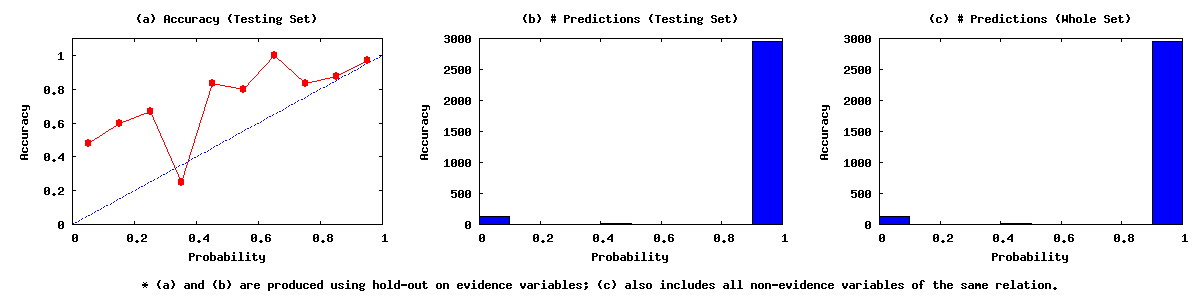 (a) Accuracy (Testing Set)
(b) # Predictions (Testing Set)
(c) # Predictions (Whole Set)
Accuracy
1
0.8
0.6
0.4
0.2
0
0 0.2 0.4 0.6 0.8 1
Probability
Accuracy
3000
2500
2000
1500
1000
500
0
0 0.2 0.4 0.6 0.8 1
Probability
Accuracy
3000
2500
2000
1500
1000
500
0
0 0.2 0.4 0.6 0.8 1
Probability
* (a) and (b) are produced using hold-out on evidence variables; (c) also includes all non-evidence variables of the same relation.